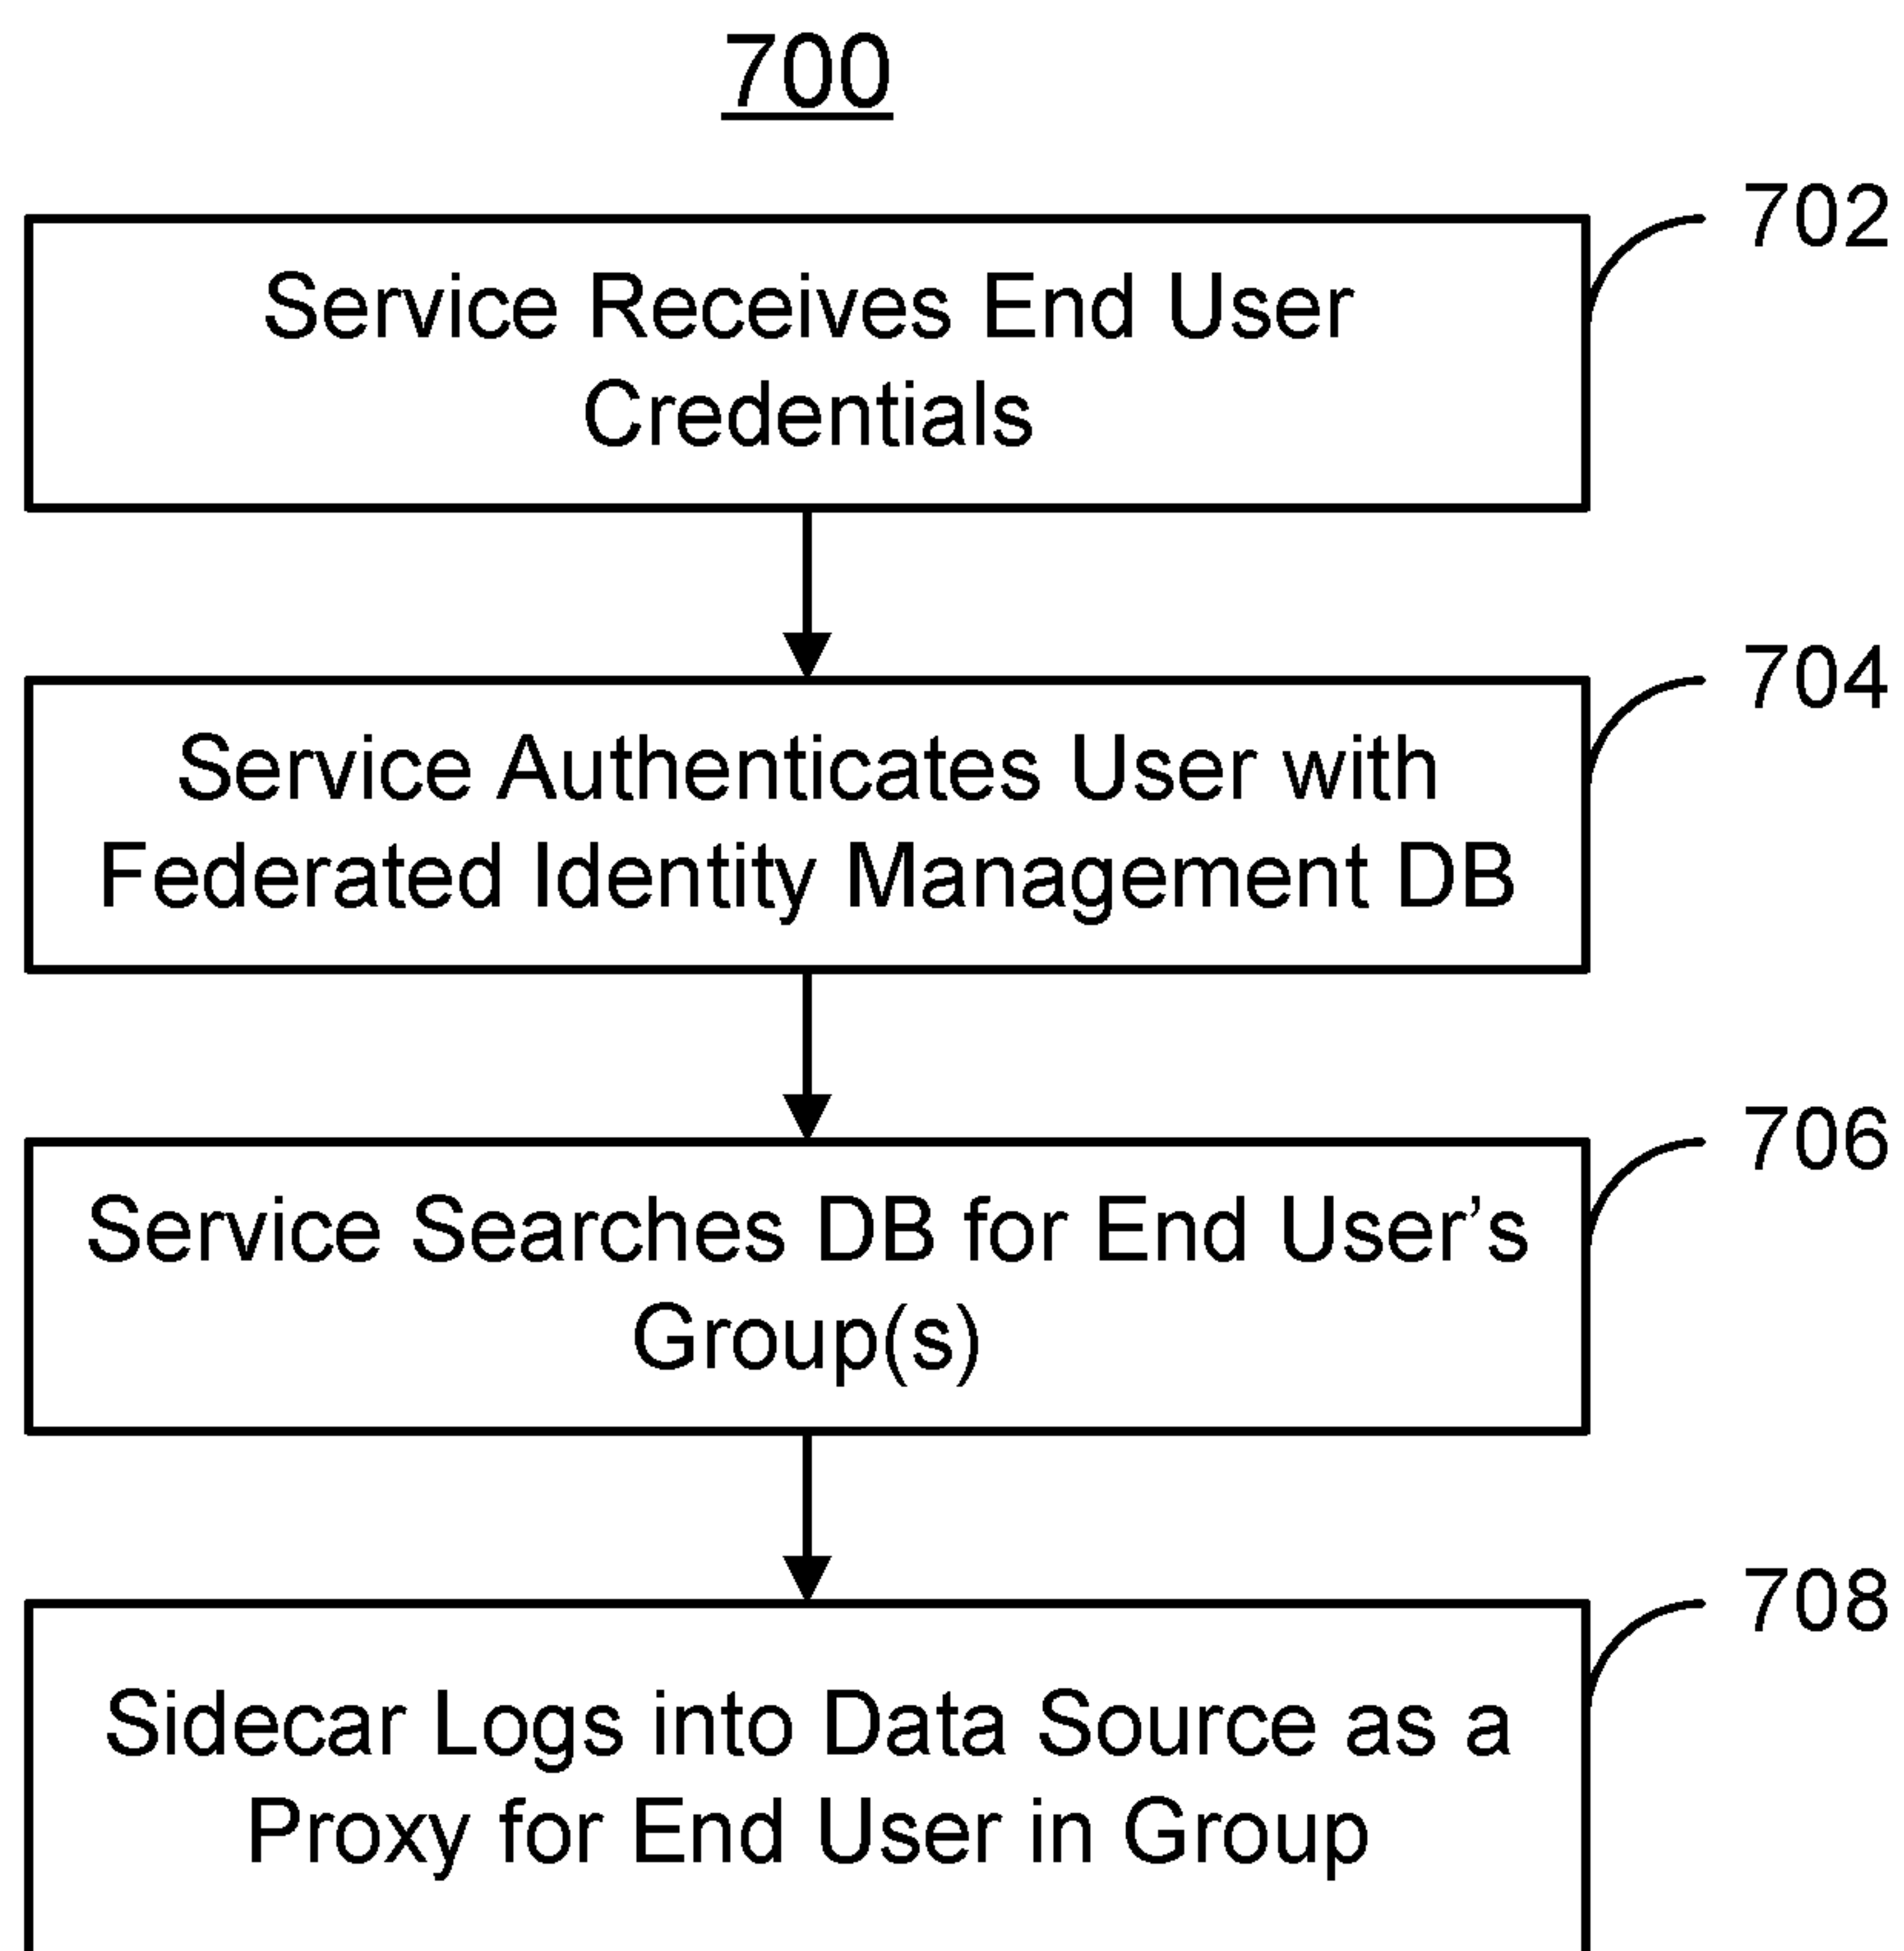 700
702
Service Receives End User
Credentials
704
Service Authenticates User with
Federated Identity Management DB
706
Service Searches DB for End User’s
Group(s)
708
Sidecar Logs into Data Source as a
Proxy for End User in Group